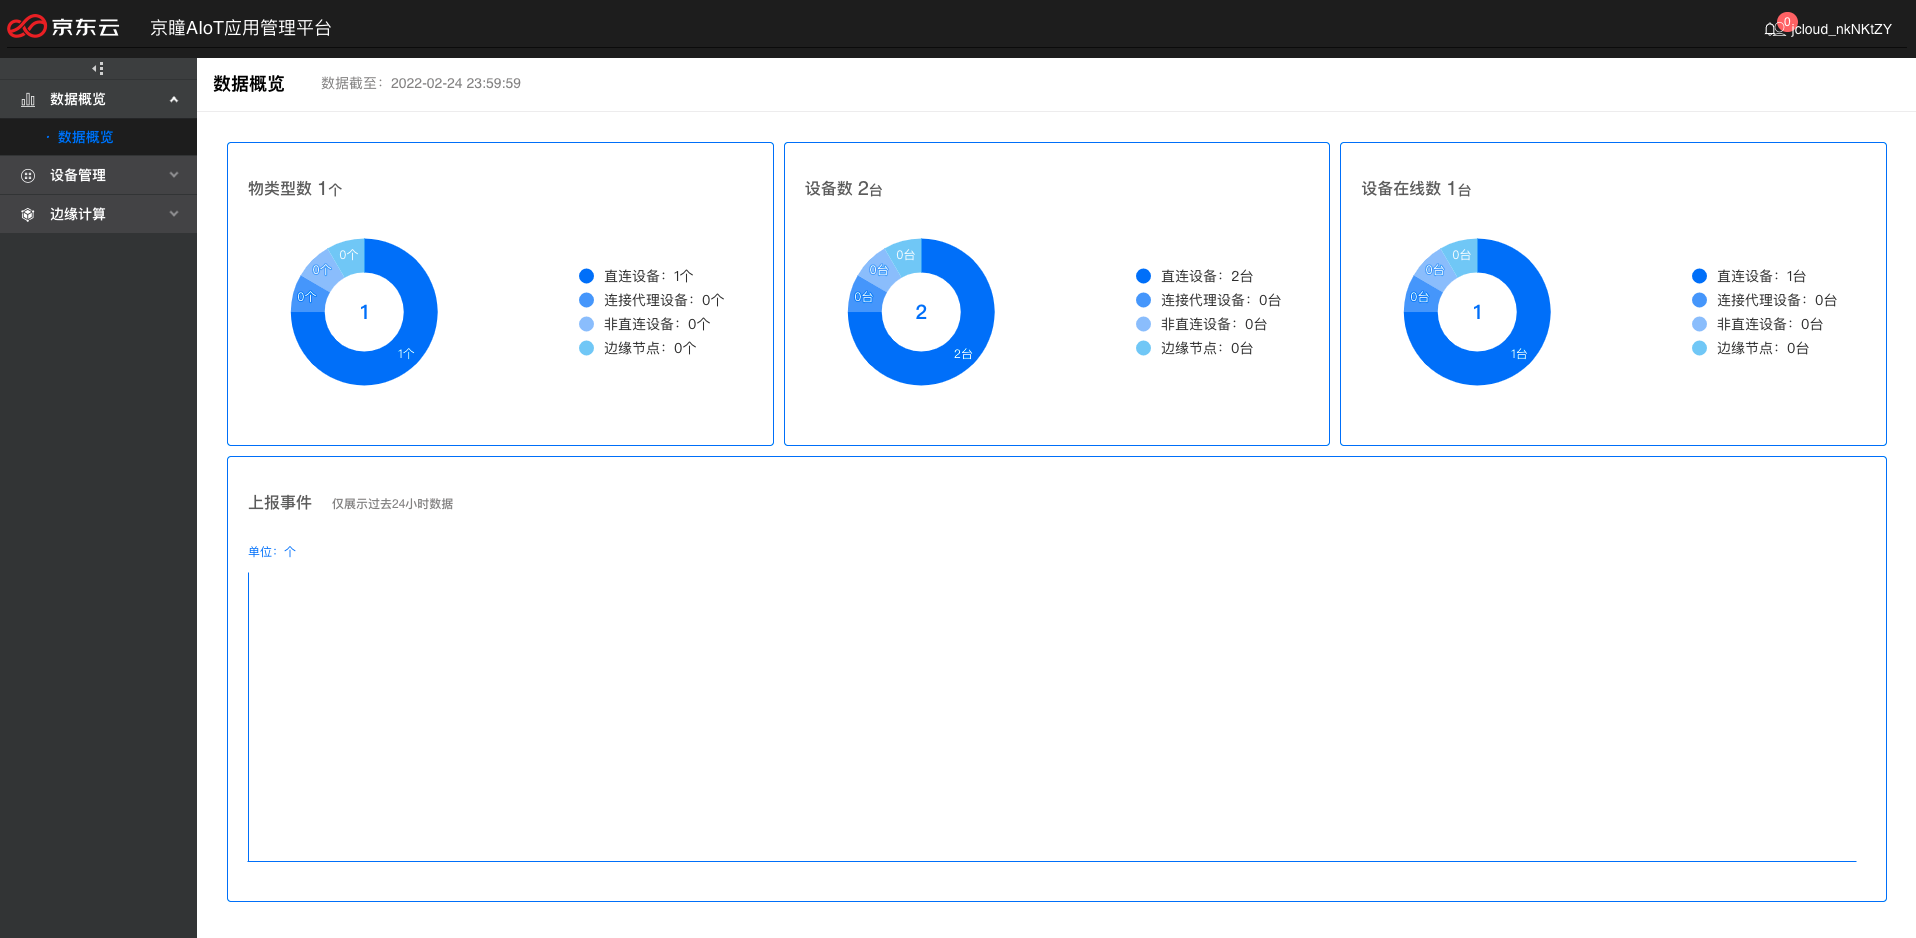 京东云 京瞳AIoT应用管理平台 0 jcloud_nkNKtZY
数据概览
数据概览
设备管理
边缘计算
数据概览 数据截至：2022-02-24 23:59:59
物类型数 1个
0个
0个
0个
1
1个
直连设备：1个
连接代理设备：0个
非直连设备：0个
边缘节点：0个
设备数 2台
0台
0台
0台
2
2台
直连设备：2台
连接代理设备：0台
非直连设备：0台
边缘节点：0台
设备在线数 1台
0台
0台
0台
1
1台
直连设备：1台
连接代理设备：0台
非直连设备：0台
边缘节点：0台
上报事件 仅展示过去24小时数据
单位：个